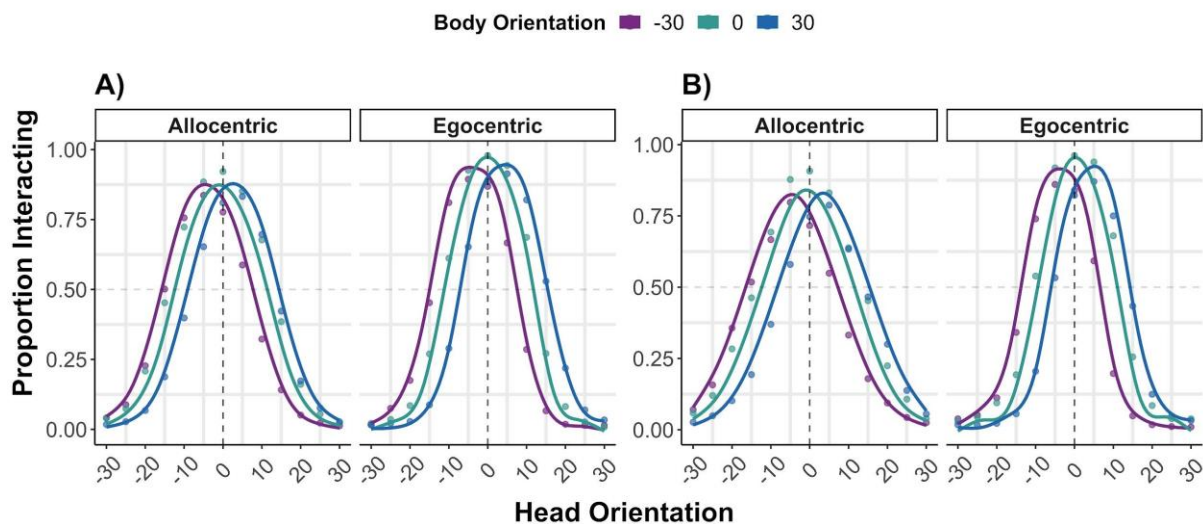 Body Orientation -30 0 30
A) B)
Allocentric Egocentric Allocentric Egocentric
Proportion Interacting
1.00 1.00
0.75 0.75
0.50 0.50
0.25 0.25
0.00 0.00
-30 -20 -10 0 10 20 30 -30 -20 -10 0 10 20 30 -30 -20 -10 0 10 20 30 -30 -20 -10 0 10 20 30
Head Orientation